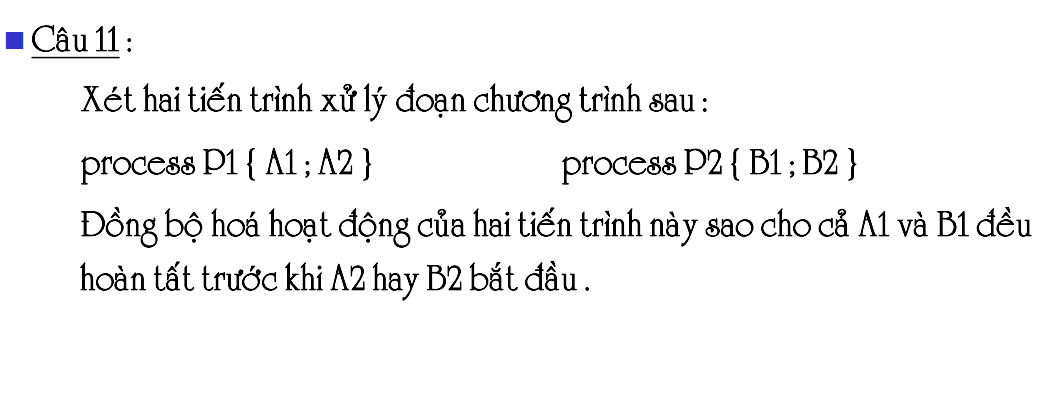 Câu 11 :
Xét hai tiến trình xử lý đoạn chương trình sau :
process P1 { A1 ; A2 } process P2 { B1 ; B2 }
Đồng bộ hoá hoạt động của hai tiến trình này sao cho cả A1 và B1 đều
hoàn tất trước khi A2 hay B2 bắt đầu .